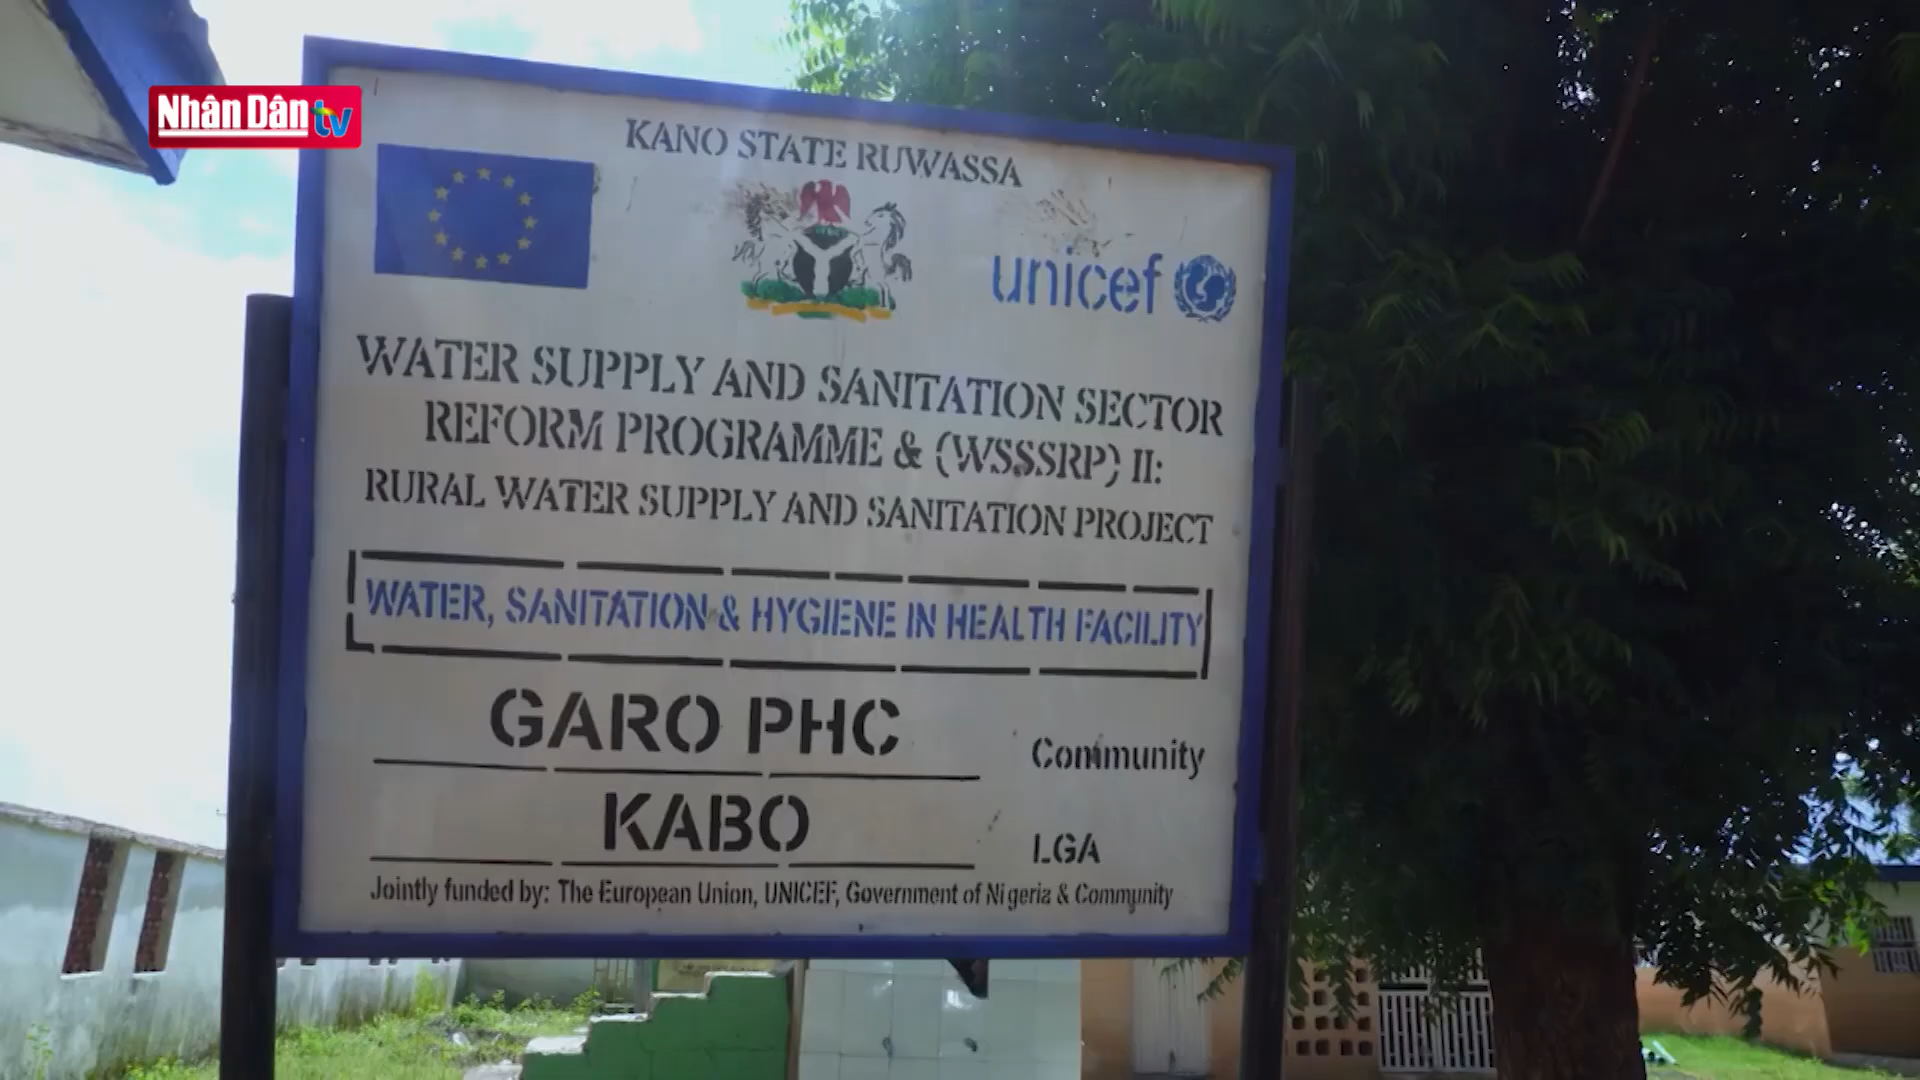 Nhân Dân tv
KANO STATE RUWASSA
unicef
WATER SUPPLY AND SANITATION SECTOR
REFORM PROGRAMME & (WSSSRP) II:
RURAL WATER SUPPLY AND SANITATION PROJECT
WATER, SANITATION & HYGIENE IN HEALTH FACILITY
GARO PHC Community
KABO LGA
Jointly funded by: The European Union, UNICEF, Government of Nigeria & Community